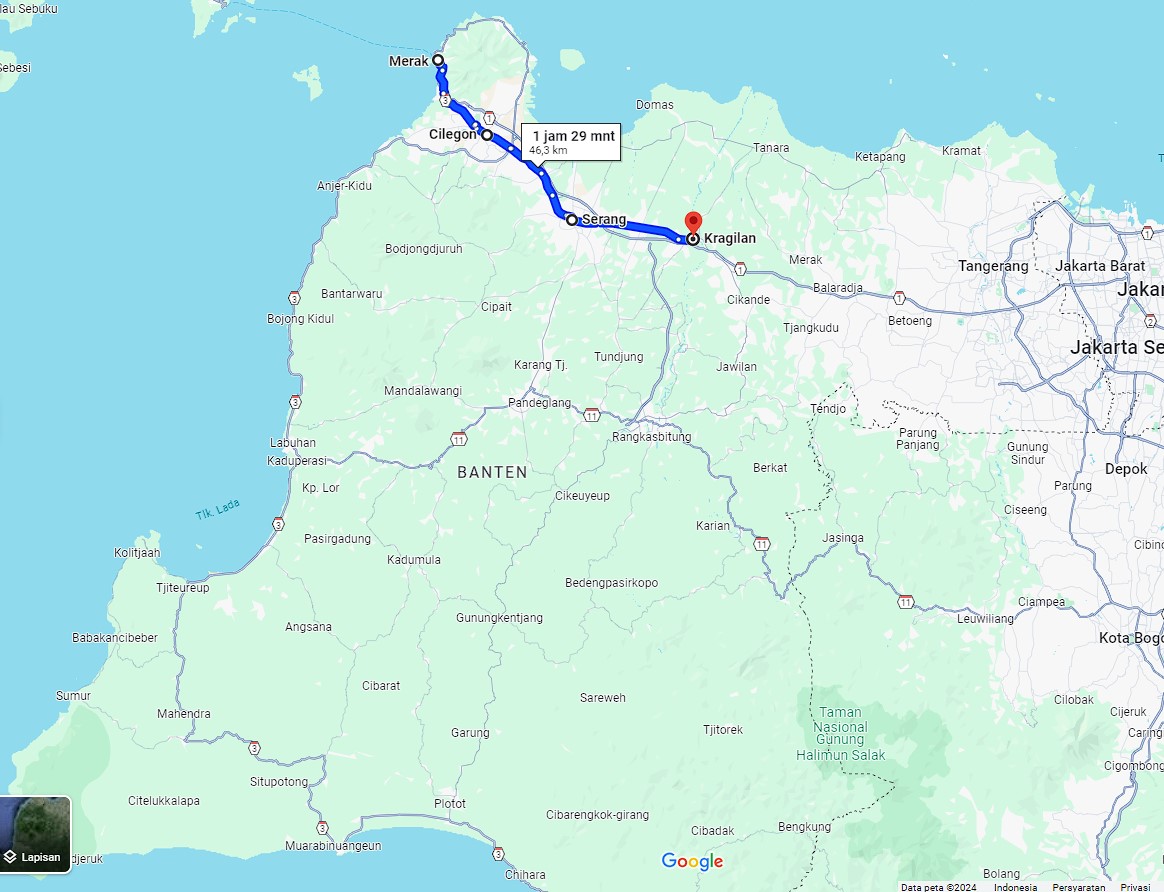 lau Sebuku
Sebesi
Merak
3
1
Cilegon
1 jam 29 mnt
46,3 km
Domas
Tanara
Ketapang
Kramat
Anjer-Kidu
Serang
Kragilan
1
Bodjongdjuruh
Merak
1
Tangerang
Jakarta Barat
Jakar
Balaradja
1
Cikande
Betoeng
2
3
Bantarwaru
Cipait
Bojong Kidul
Tjangkudu
Jakarta Se
Tundjung
Karang Tj.
Jawilan
Mandalawangi
3
Pandeglang
11
Tendjo
Rangkasbitung
Parung
Panjang
Labuhan
11
Kaduperasi
Gunung
Sindur
BANTEN
Berkat
Depok
Kp. Lor
Parung
Cikeuyeup
Tlk. Lada
Ciseeng
3
Karian
Pasirgadung
Jasinga
11
Cibino
Kolitjaah
Kadumula
Tjiteureup
Bedengpasirkopo
11
Ciampea
Gunungkentjang
Leuwiliang
Angsana
Babakancibeber
Kota Bogo
Cibarat
Sumur
Sareweh
Cilobak
Mahendra
Taman
Nasional
Gunung
Halimun Salak
Cijeruk
Garung
Tjitorek
Caring
3
Cigombong
Situpotong
Citelukkalapa
Plotot
Cibarengkok-girang
3
Cibadak
Bengkung
Muarabinuangeun
3
Lapisan
djeruk
Google
Chihara
Bolang
Data peta ©2024
Indonesia
Persyaratan
Privasi